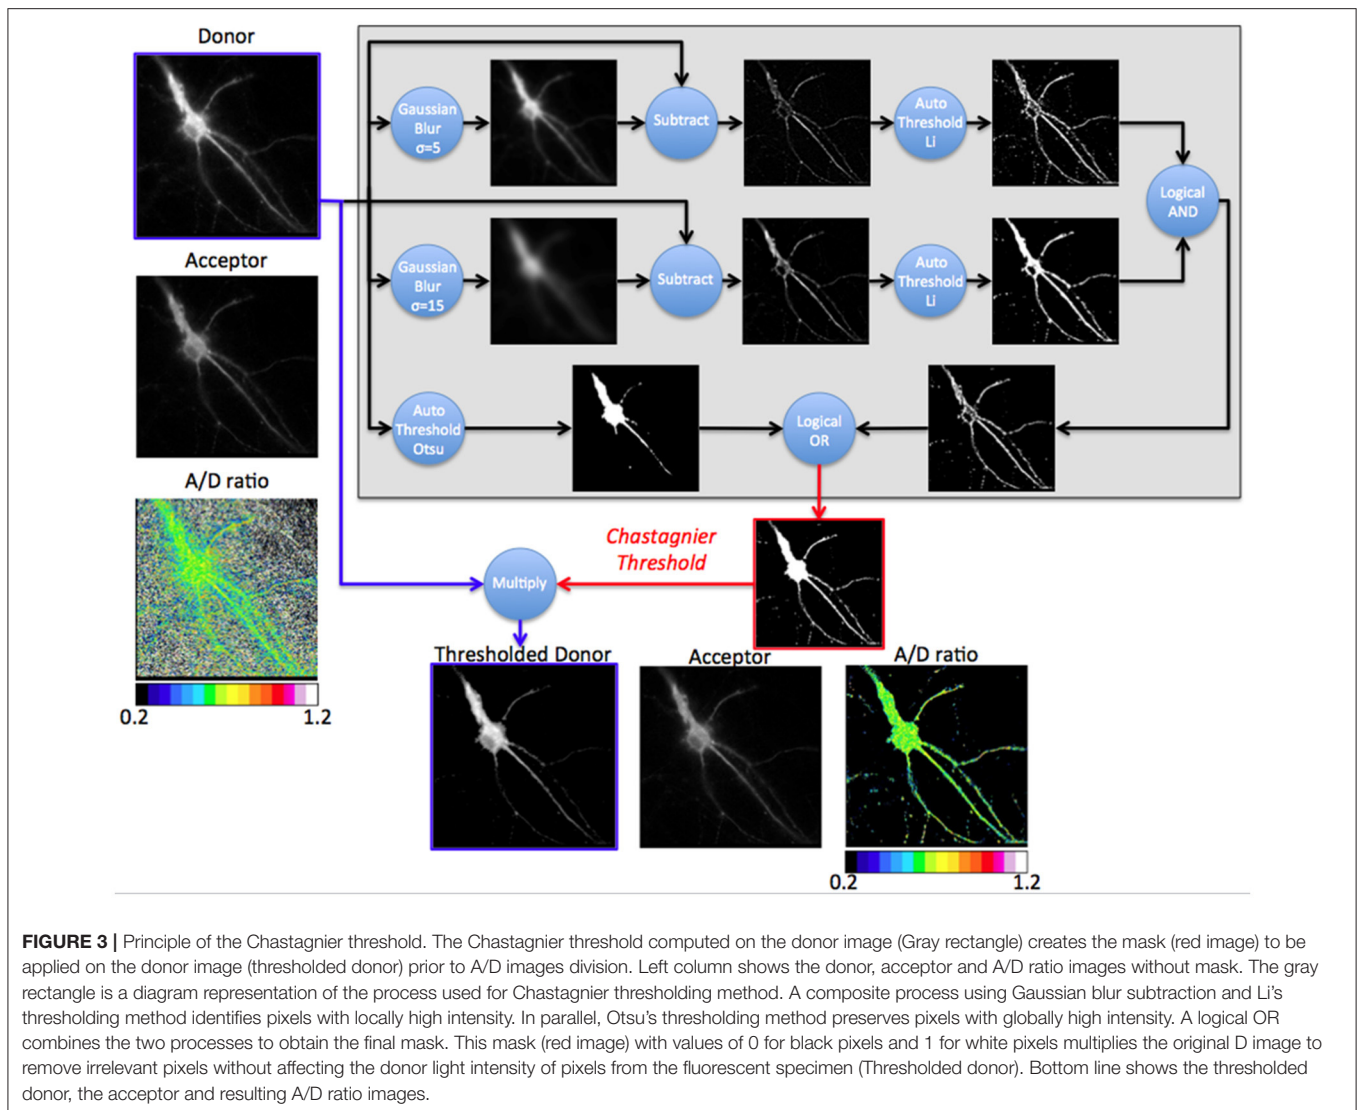 Donor
Gaussian
Blur
σ=5
Subtract
Auto
Threshold
Li
Logical
AND
Acceptor
Gaussian
Blur
σ=15
Subtract
Auto
Threshold
Li
Auto
Threshold
Otsu
Logical
OR
A/D ratio
0.2 1.2
Chastagnier
Threshold
Multiply
Thresholded Donor
Acceptor
A/D ratio
0.2 1.2
FIGURE 3 | Principle of the Chastagnier threshold. The Chastagnier threshold computed on the donor image (Gray rectangle) creates the mask (red image) to be
applied on the donor image (thresholded donor) prior to A/D images division. Left column shows the donor, acceptor and A/D ratio images without mask. The gray
rectangle is a diagram representation of the process used for Chastagnier thresholding method. A composite process using Gaussian blur subtraction and Li's
thresholding method identifies pixels with locally high intensity. In parallel, Otsu's thresholding method preserves pixels with globally high intensity. A logical OR
combines the two processes to obtain the final mask. This mask (red image) with values of 0 for black pixels and 1 for white pixels multiplies the original D image to
remove irrelevant pixels without affecting the donor light intensity of pixels from the fluorescent specimen (Thresholded donor). Bottom line shows the thresholded
donor, the acceptor and resulting A/D ratio images.